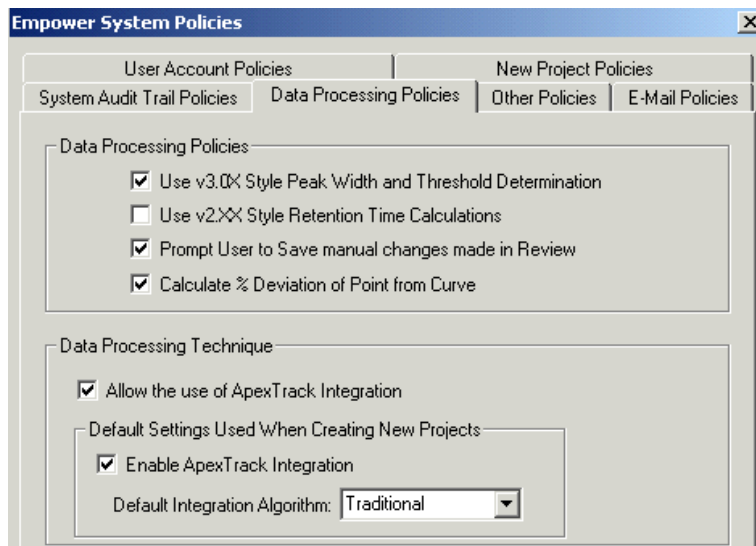 Empower System Policies
User Account Policies
New Project Policies
System Audit Trail Policies
Data Processing Policies
Other Policies
E-Mail Policies
Data Processing Policies
Use v3.0X Style Peak Width and Threshold Determination
Use v2.XX Style Retention Time Calculations
Prompt User to Save manual changes made in Review
Calculate % Deviation of Point from Curve
Data Processing Technique
Allow the use of ApexTrack Integration
Default Settings Used When Creating New Projects
Enable ApexTrack Integration
Default Integration Algorithm: Traditional